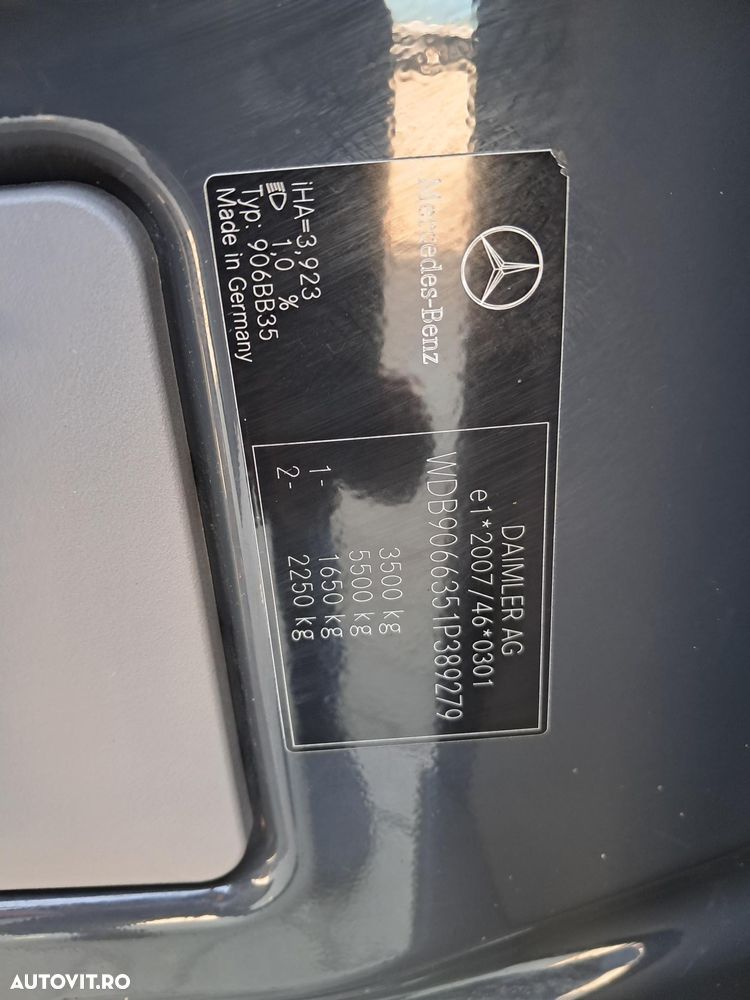 Mercedes-Benz
iHA=3,923
1,0 %
Typ: 906BB35
Made in Germany
DAIMLER AG
e1*2007/46*0301
WDB9066351P389279
3500 kg
5500 kg
1- 1650 kg
2- 2250 kg
AUTOVIT.RO